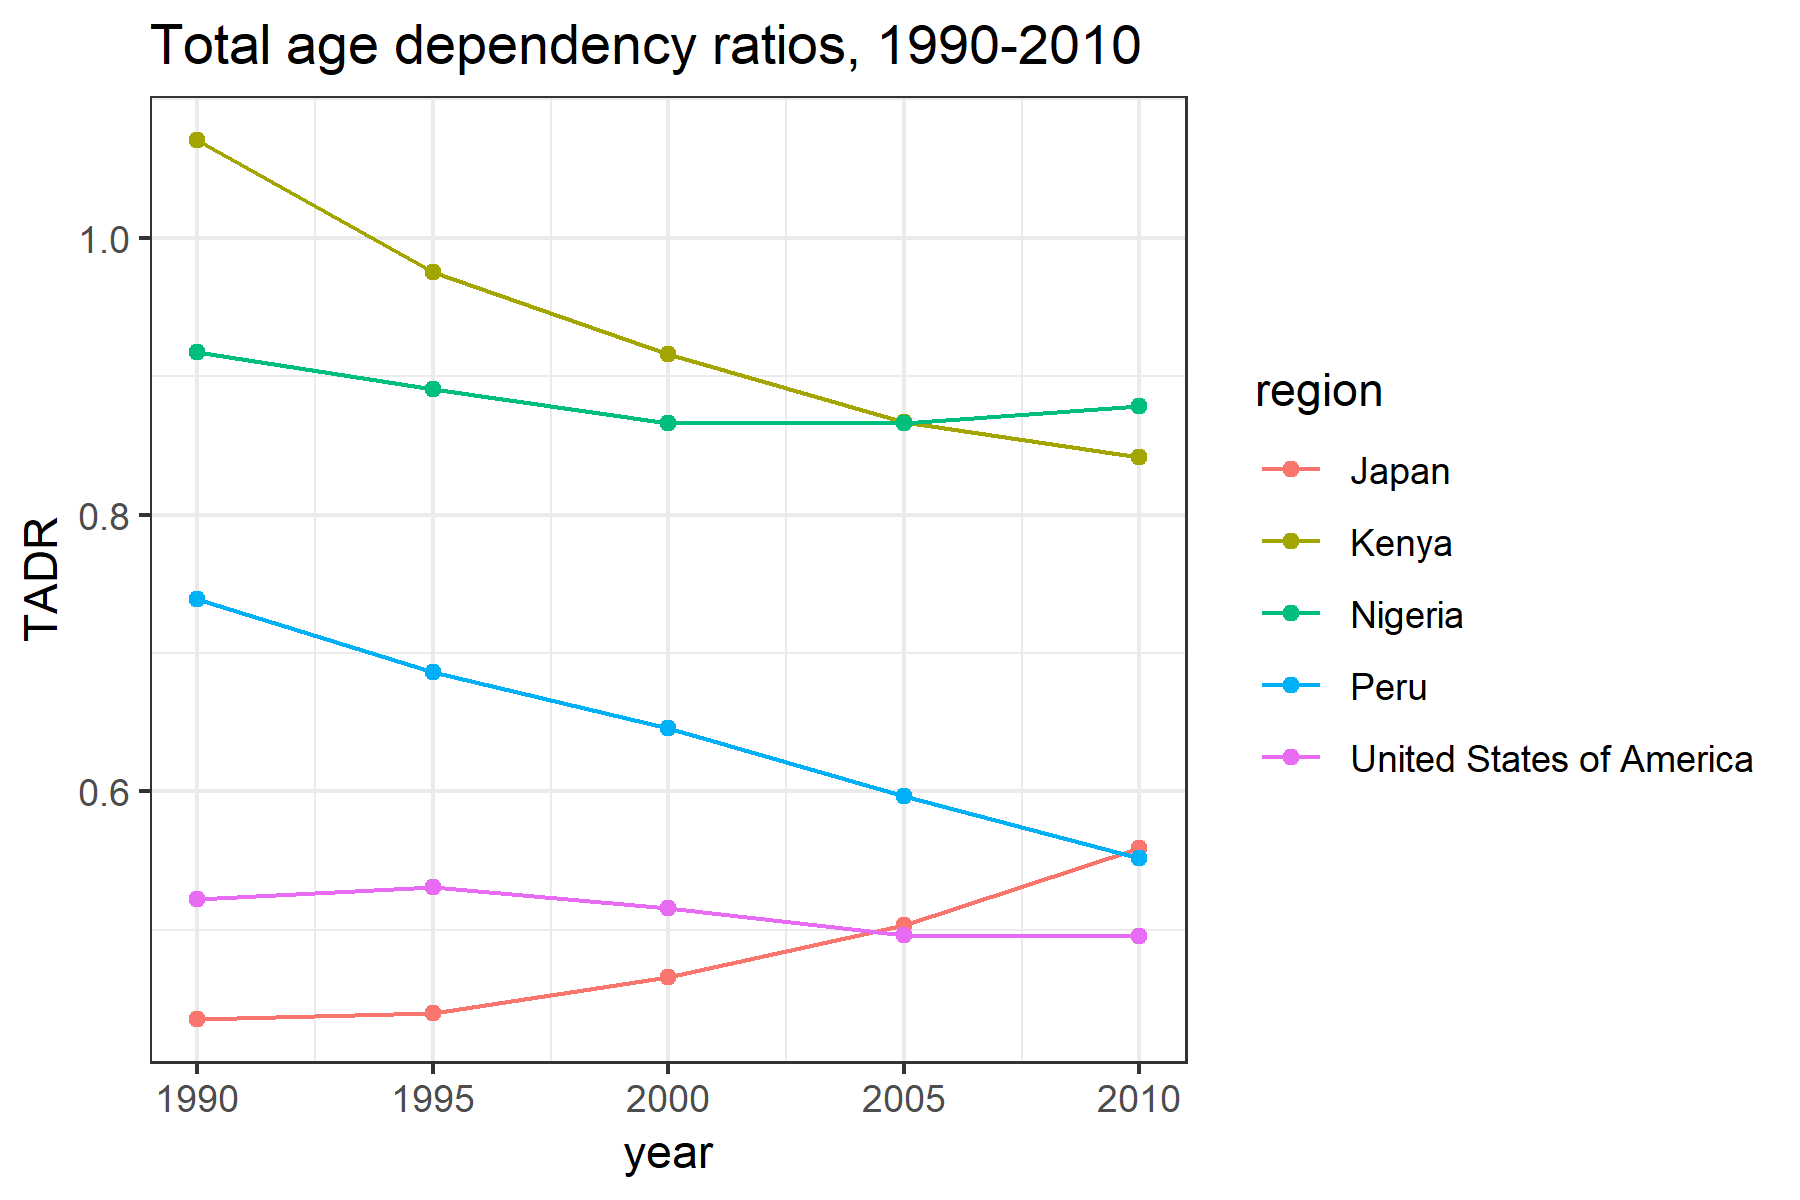 Total age dependency ratios, 1990-2010
TADR
1.0
0.8
0.6
1990 1995 2000 2005 2010
year
region
Japan
Kenya
Nigeria
Peru
United States of America